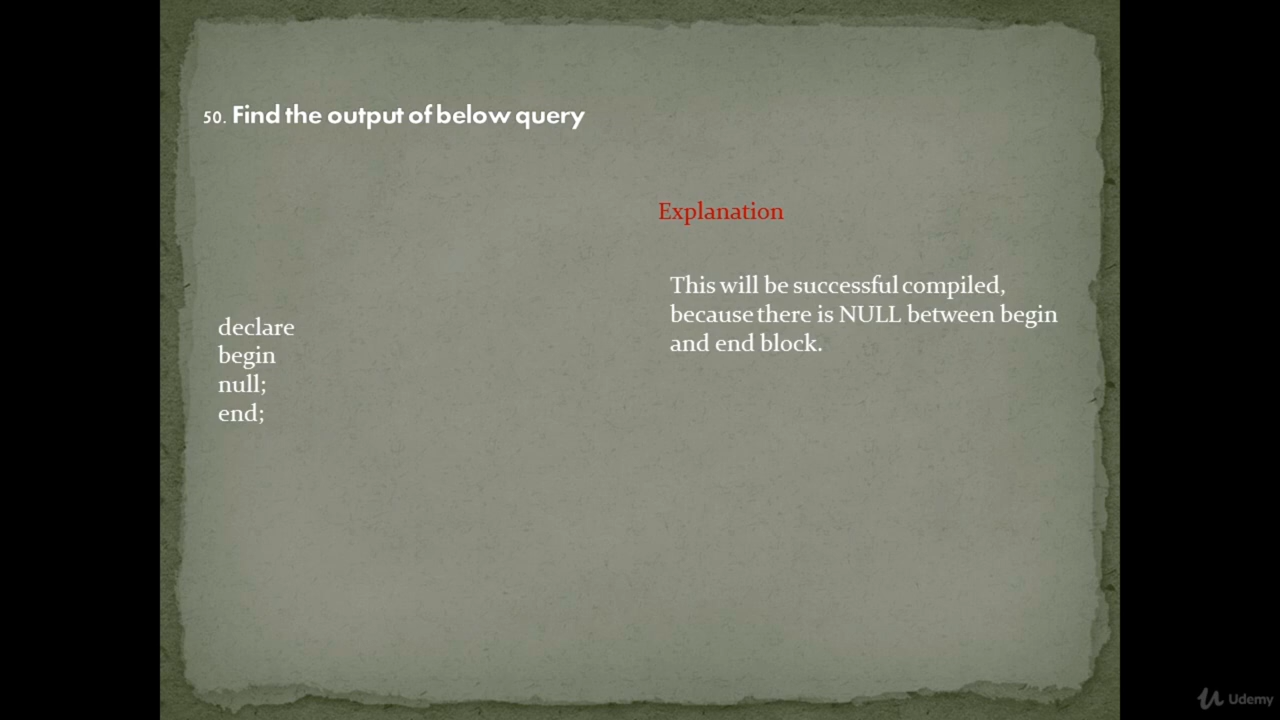 50. Find the output of below query
Explanation
This will be successful compiled,
because there is NULL between begin
and end block.
declare
begin
null;
end;
Udemy